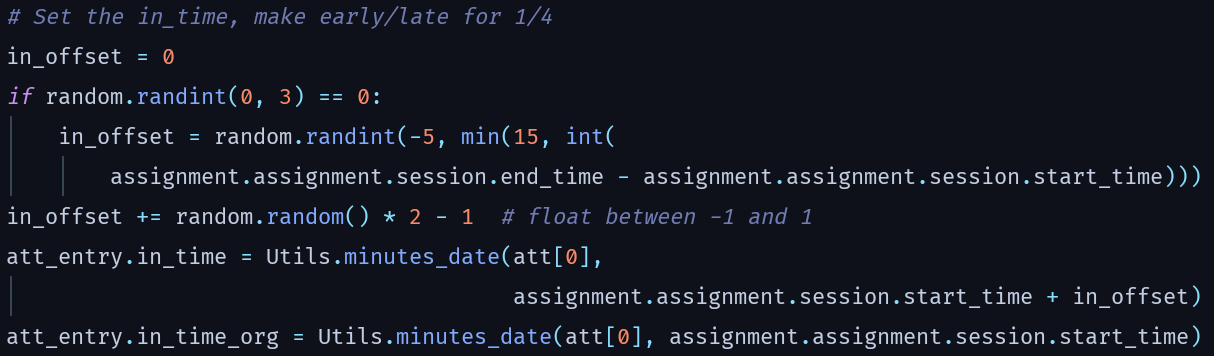 # Set the in_time, make early/late for 1/4
in_offset = 0
if random.randint(0, 3) == 0:
    in_offset = random.randint(-5, min(15, int(
        assignment.assignment.session.end_time - assignment.assignment.session.start_time)))
in_offset += random.random() * 2 - 1  # float between -1 and 1
att_entry.in_time = Utils.minutes_date(att[0],
                                       assignment.assignment.session.start_time + in_offset)
att_entry.in_time_org = Utils.minutes_date(att[0], assignment.assignment.session.start_time)